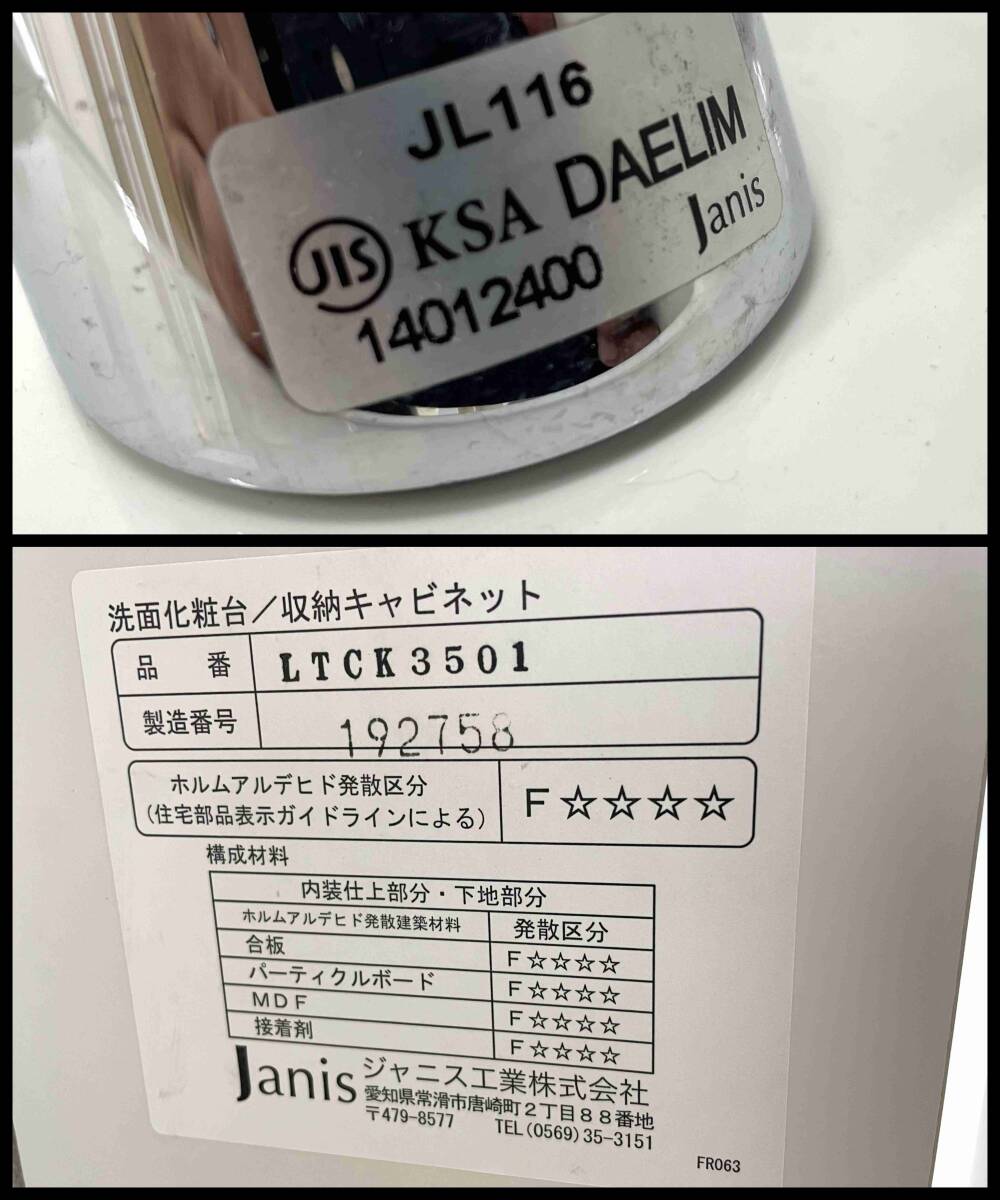 JL116
JIS KSA DAELIM
14012400 Janis
洗面化粧台／収納キャビネット
品 番 LTCK3501
製造番号 192758
ホルムアルデヒド発散区分
(住宅部品表示ガイドラインによる) F☆☆☆☆
構成材料
内装仕上部分・下地部分
ホルムアルデヒド発散建築材料 発散区分
合板 F☆☆☆☆
パーティクルボード F☆☆☆☆
MDF F☆☆☆☆
接着剤 F☆☆☆☆
Janis ジャニス工業株式会社
愛知県常滑市唐崎町2丁目88番地
〒479-8577 TEL(0569)35-3151
FR063